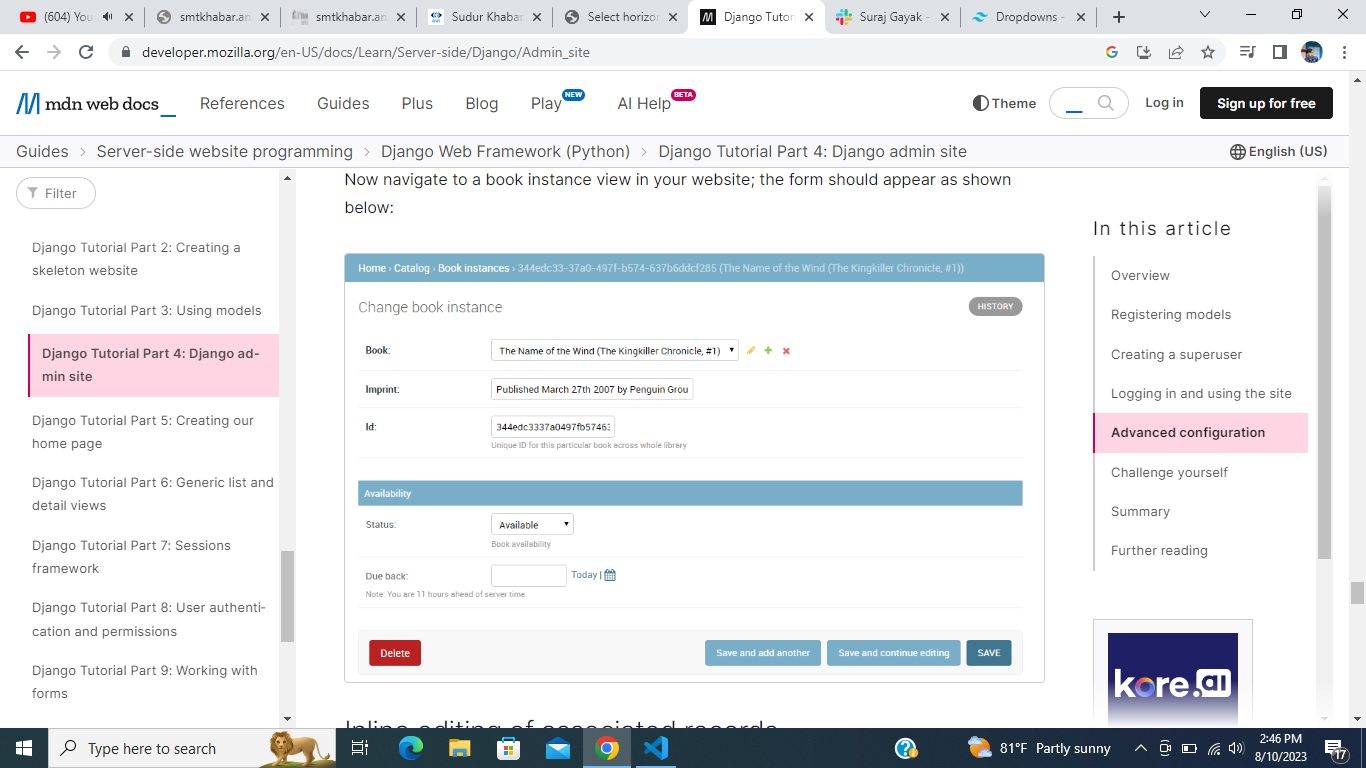 (604) You
smtkhabar.an
smtkhabar.an
Sudur Khabar
Select horizon
Django Tutori
Suraj Gayak -
Dropdowns -
developer.mozilla.org/en-US/docs/Learn/Server-side/Django/Admin_site
mdn web docs
References
Guides
Plus
Blog
Play NEW
AI Help BETA
Theme
Log in
Sign up for free
Guides > Server-side website programming > Django Web Framework (Python) > Django Tutorial Part 4: Django admin site
English (US)
Filter
Django Tutorial Part 2: Creating a
skeleton website
Django Tutorial Part 3: Using models
Django Tutorial Part 4: Django ad-
min site
Django Tutorial Part 5: Creating our
home page
Django Tutorial Part 6: Generic list and
detail views
Django Tutorial Part 7: Sessions
framework
Django Tutorial Part 8: User authenti-
cation and permissions
Django Tutorial Part 9: Working with
forms
Now navigate to a book instance view in your website; the form should appear as shown
below:
Home › Catalog › Book instances › 344edc33-37a0-497f-b574-637b6ddcf285 (The Name of the Wind (The Kingkiller Chronicle, #1))
Change book instance
HISTORY
Book:
The Name of the Wind (The Kingkiller Chronicle, #1)
Imprint:
Published March 27th 2007 by Penguin Grou
Id:
344edc3337a0497fb57463
Unique ID for this particular book across whole library
Availability
Status:
Available
Book availability
Due back:
Today |
Note: You are 11 hours ahead of server time.
Delete
Save and add another
Save and continue editing
SAVE
Inline editing of associated records
In this article
Overview
Registering models
Creating a superuser
Logging in and using the site
Advanced configuration
Challenge yourself
Summary
Further reading
kore.ai
Type here to search
81°F Partly sunny
2:46 PM
8/10/2023
17